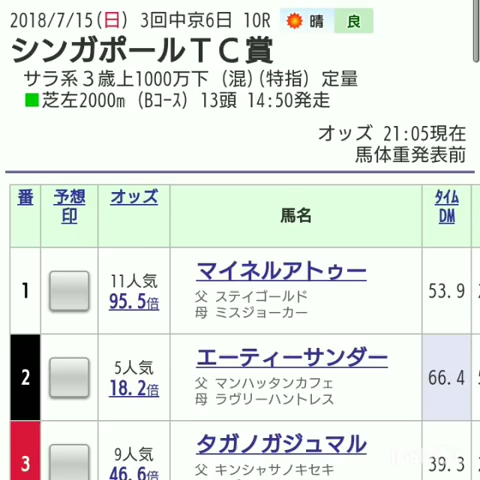 2018/7/15(日) 3回中京6日 10R 晴 良
シンガポールTC賞
サラ系3歳上1000万下 (混)(特指) 定量
芝左2000m (Bコース) 13頭 14:50発走
オッズ 21:05現在
馬体重発表前
番 予想印 オッズ 馬名 タイムDM
1 11人気 95.5倍 マイネルアトゥー 53.9
父 ステイゴールド
母 ミスジョーカー
2 5人気 18.2倍 エーティーサンダー 66.4
父 マンハッタンカフェ
母 ラヴリーハントレス
3 9人気 46.6倍 タガノガジュマル 39.3
父 キンシャサノキセキ